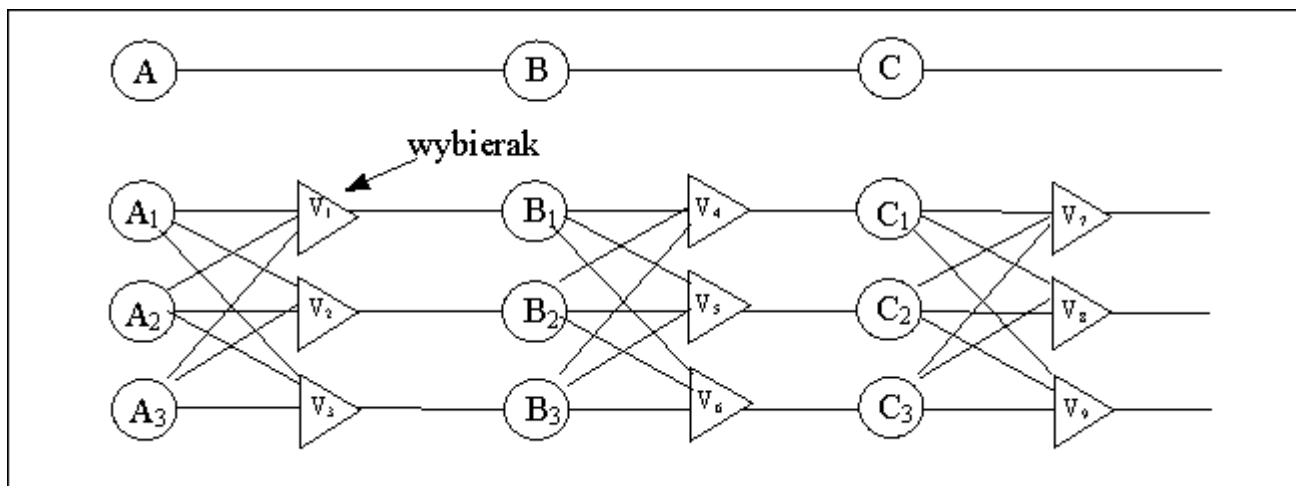 A B C
wybierak
A1 V1 B1 V4 C1 V7
A2 V2 B2 V5 C2 V8
A3 V3 B3 V6 C3 V9